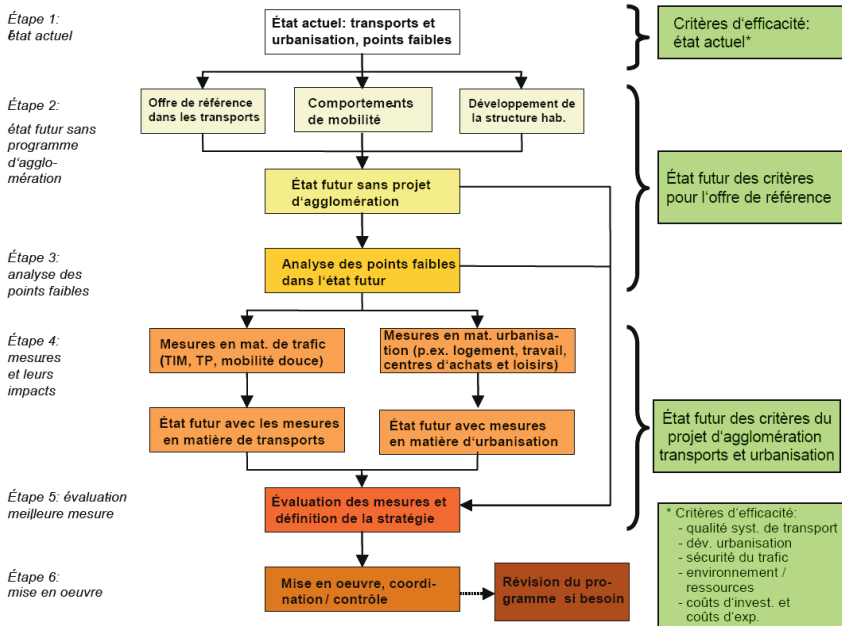 Étape 1:
État actuel
État actuel: transports et
urbanisation, points faibles
Critères d'efficacité:
état actuel*
Étape 2:
état futur sans
programme
d'agglo-
mération
Offre de référence
dans les transports
Comportements
de mobilité
Développement de
la structure hab.
État futur sans projet
d'agglomération
État futur des critères
pour l'offre de référence
Étape 3:
analyse des
points faibles
Analyse des points faibles
dans l'état futur
Étape 4:
mesures
et leurs
impacts
Mesures en mat. de trafic
(TIM, TP, mobilité douce)
Mesures en mat. urbanisa-
tion (p.ex. logement, travail,
centres d'achats et loisirs)
État futur avec les mesures
en matière de transports
État futur avec mesures
en matière d'urbanisation
État futur des critères du
projet d'agglomération
transports et urbanisation
Étape 5: évaluation
meilleure mesure
Évaluation des mesures et
définition de la stratégie
Étape 6:
mise en oeuvre
Mise en oeuvre, coordi-
nation / contrôle
Révision du pro-
gramme si besoin
* Critères d'efficacité:
- qualité syst. de transport
- dév. urbanisation
- sécurité du trafic
- environnement /
ressources
- coûts d'invest. et
coûts d'exp.